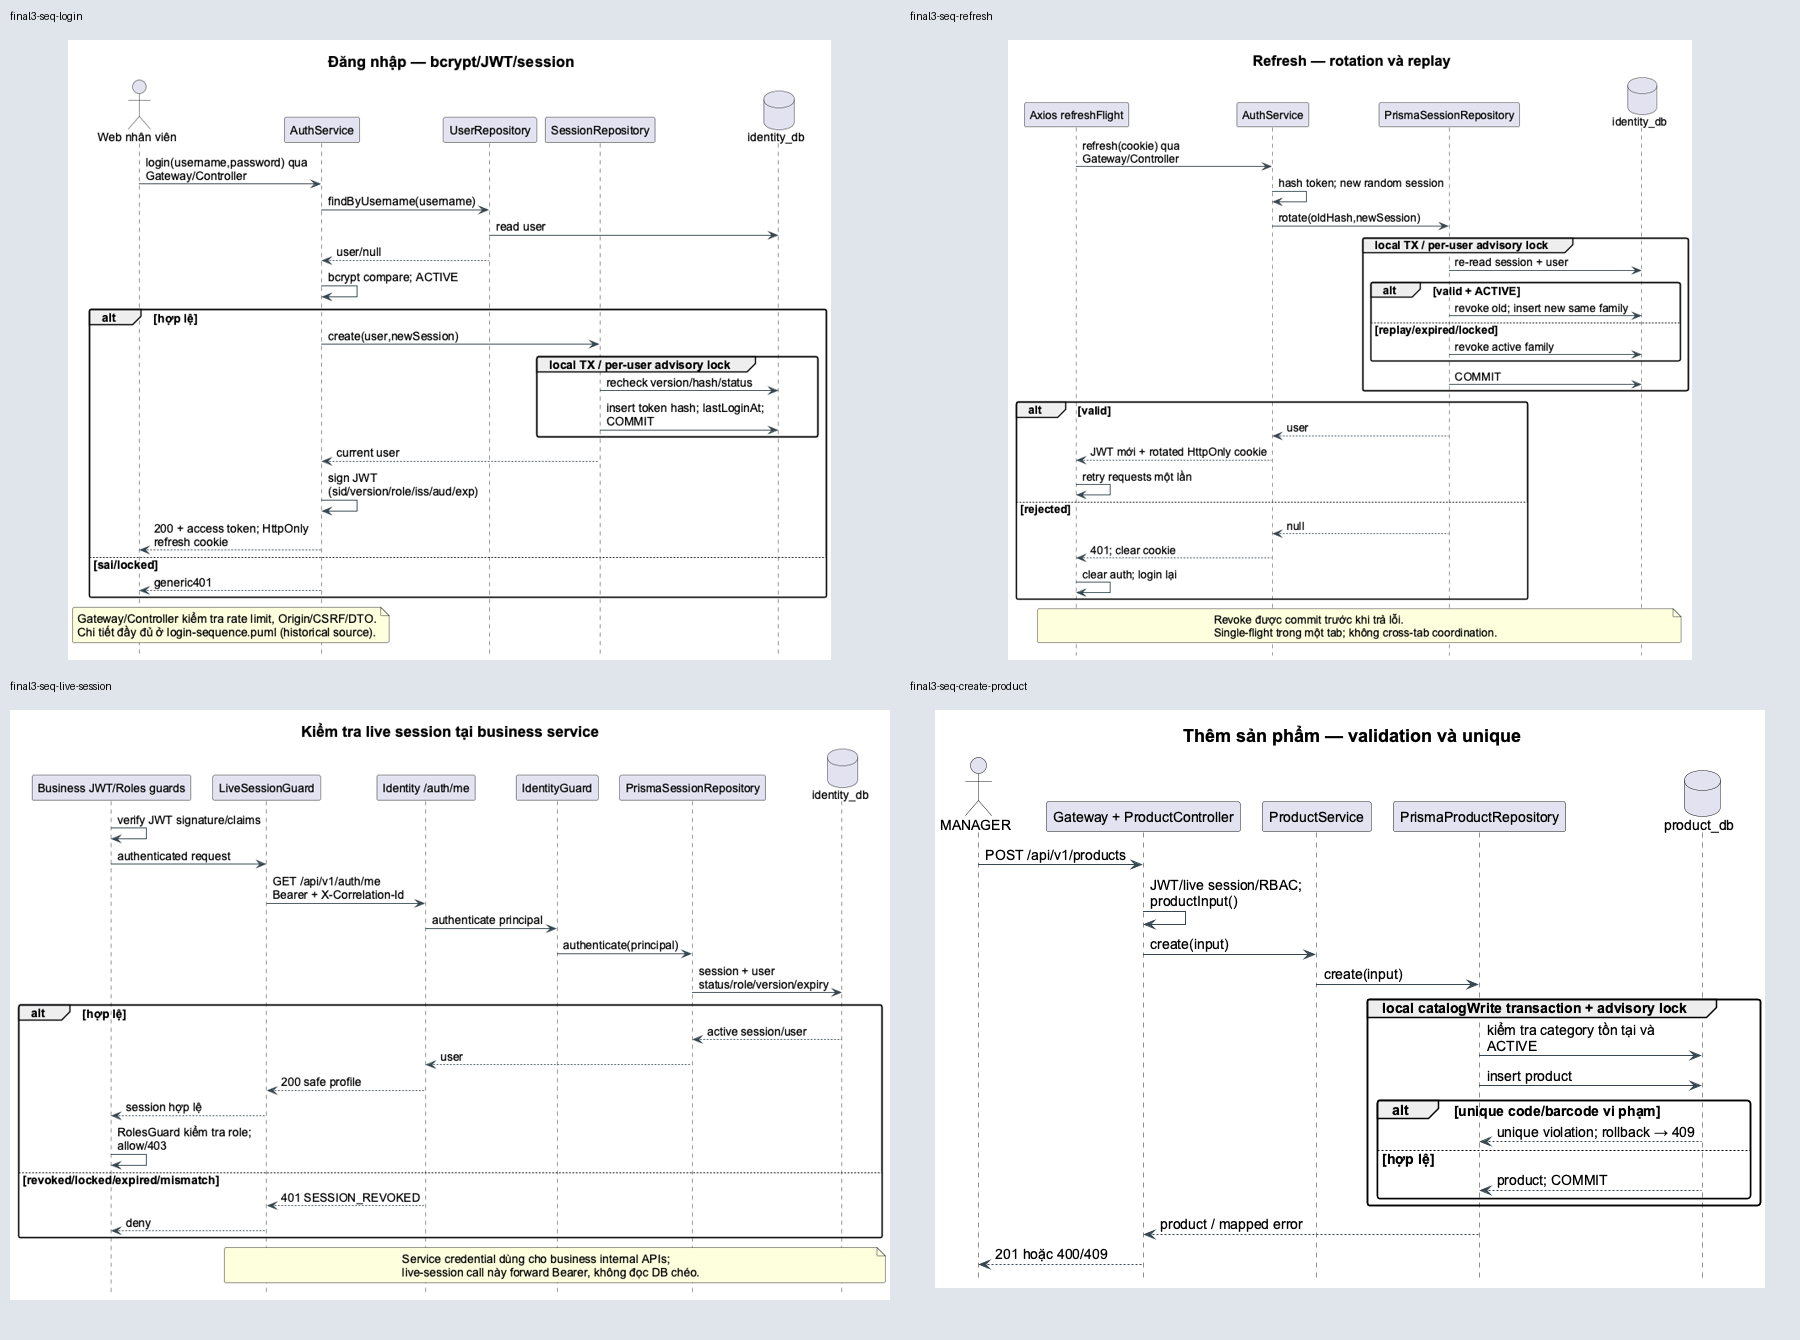 final3-seq-login
Đăng nhập — bcrypt/JWT/session
Web nhân viên
AuthService
UserRepository
SessionRepository
identity_db
login(username,password) qua
Gateway/Controller
findByUsername(username)
read user
user/null
bcrypt compare; ACTIVE
alt
[hợp lệ]
create(user,newSession)
local TX / per-user advisory lock
recheck version/hash/status
insert token hash; lastLoginAt;
COMMIT
current user
sign JWT
(sid/version/role/iss/aud/exp)
200 + access token; HttpOnly
refresh cookie
[sai/locked]
generic401
Gateway/Controller kiểm tra rate limit, Origin/CSRF/DTO.
Chi tiết đầy đủ ở login-sequence.puml (historical source).
final3-seq-refresh
Refresh — rotation và replay
Axios refreshFlight
AuthService
PrismaSessionRepository
identity_db
refresh(cookie) qua
Gateway/Controller
hash token; new random session
rotate(oldHash,newSession)
local TX / per-user advisory lock
re-read session + user
alt
[valid + ACTIVE]
revoke old; insert new same family
[replay/expired/locked]
revoke active family
COMMIT
alt
[valid]
user
JWT mới + rotated HttpOnly cookie
retry requests một lần
[rejected]
null
401; clear cookie
clear auth; login lại
Revoke được commit trước khi trả lỗi.
Single-flight trong một tab; không cross-tab coordination.
final3-seq-live-session
Kiểm tra live session tại business service
Business JWT/Roles guards
LiveSessionGuard
Identity /auth/me
IdentityGuard
PrismaSessionRepository
identity_db
verify JWT signature/claims
authenticated request
GET /api/v1/auth/me
Bearer + X-Correlation-Id
authenticate principal
authenticate(principal)
session + user
status/role/version/expiry
alt
[hợp lệ]
active session/user
user
200 safe profile
session hợp lệ
RolesGuard kiểm tra role;
allow/403
[revoked/locked/expired/mismatch]
401 SESSION_REVOKED
deny
Service credential dùng cho business internal APIs;
live-session call này forward Bearer, không đọc DB chéo.
final3-seq-create-product
Thêm sản phẩm — validation và unique
MANAGER
Gateway + ProductController
ProductService
PrismaProductRepository
product_db
POST /api/v1/products
JWT/live session/RBAC;
productInput()
create(input)
create(input)
local catalogWrite transaction + advisory lock
kiểm tra category tồn tại và
ACTIVE
insert product
alt
[unique code/barcode vi phạm]
unique violation; rollback → 409
[hợp lệ]
product; COMMIT
product / mapped error
201 hoặc 400/409